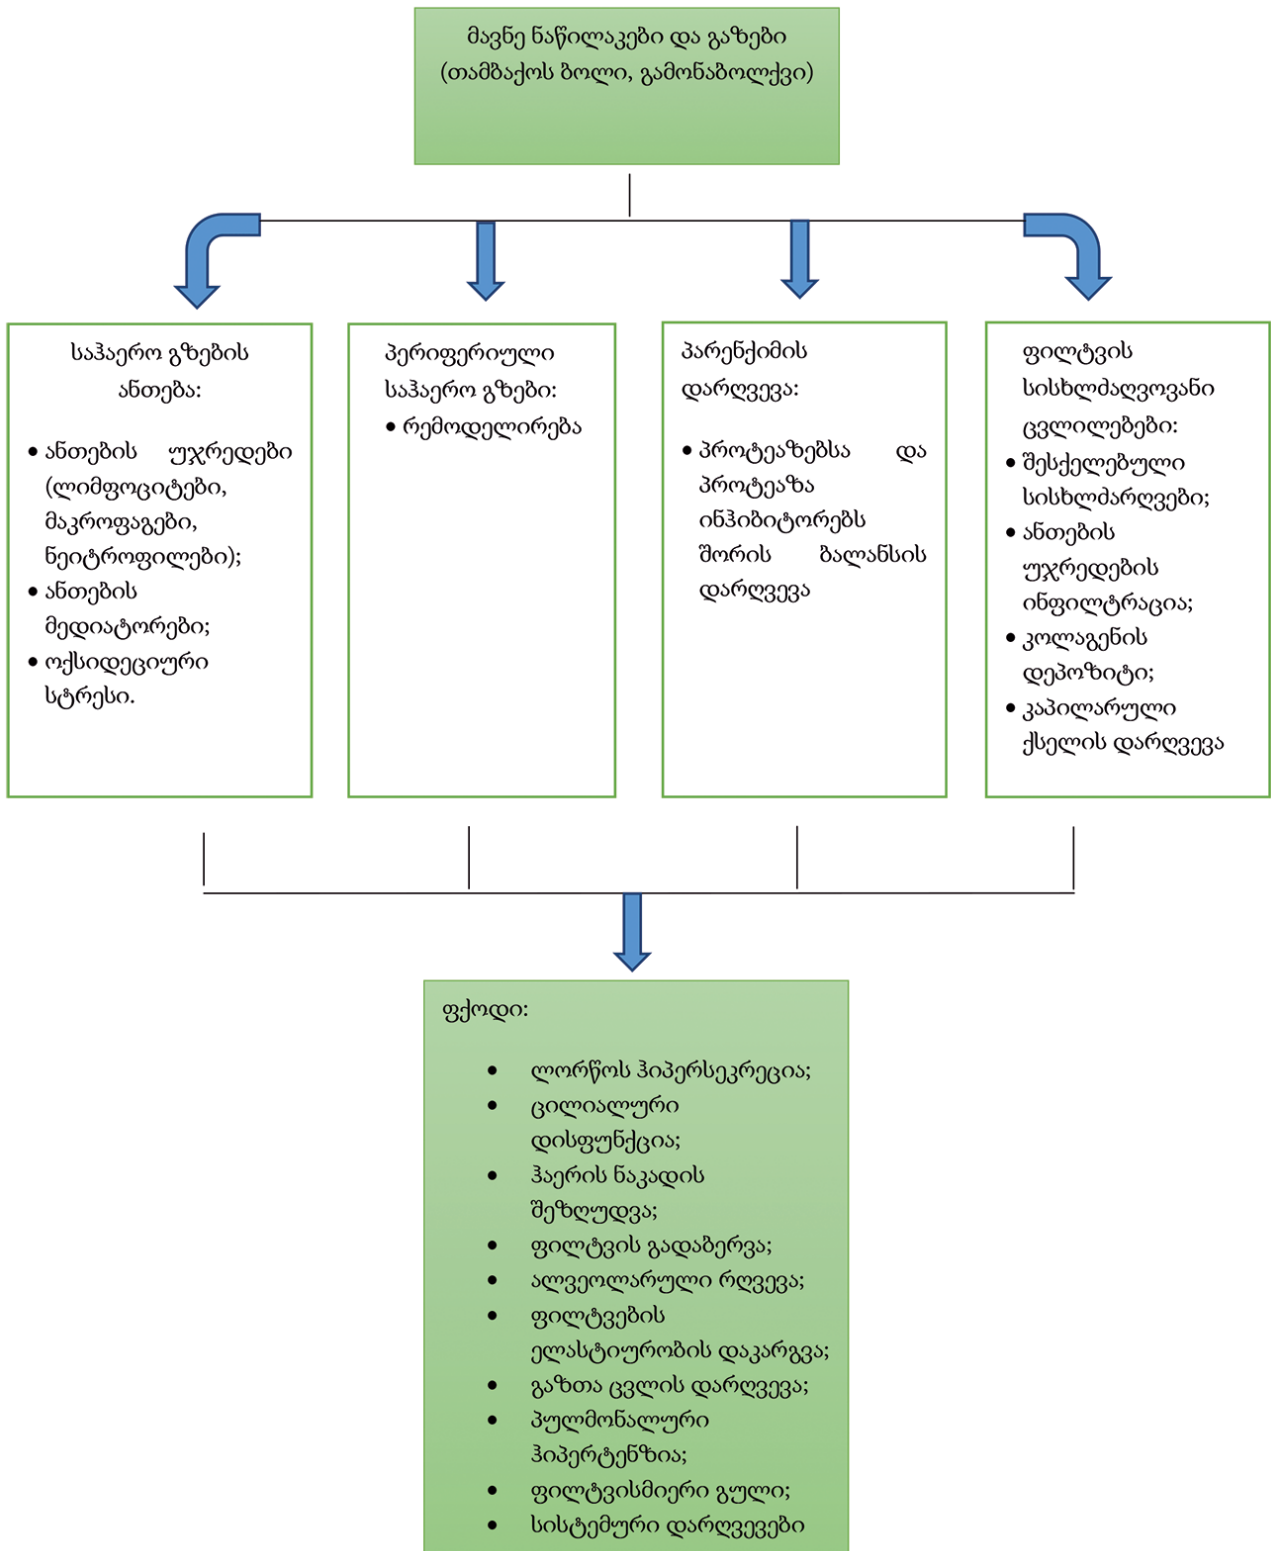 მავნე ნაწილაკები და გაზები
(თამბაქოს ბოლი, გამონაბოლქვი)
საჰაერო გზების
ანთება:
• ანთების უჯრედები
(ლიმფოციტები,
მაკროფაგები,
ნეიტროფილები);
• ანთების
მედიატორები;
• ოქსიდეციური
სტრესი.
პერიფერიული
საჰაერო გზები:
• რემოდელირება
პარენქიმის
დარღვევა:
• პროტეაზებსა და
პროტეაზა
ინჰიბიტორებს
შორის ბალანსის
დარღვევა
ფილტვის
სისხლმაღვოვანი
ცვლილებები:
• შესქელებული
სისხლძარღვები;
• ანთების
უჯრედების
ინფილტრაცია;
• კოლაგენის
დეპოზიტი;
• კაპილარული
ქსელის დარღვევა
ფქოდი:
• ლორწოს ჰიპერსეკრეცია;
• ცილიალური
დისფუნქცია;
• ჰაერის ნაკადის
შეზღუდვა;
• ფილტვის გადაბერვა;
• ალვეოლარული რღვევა;
• ფილტვების
ელასტიურობის დაკარგვა;
• გაზთა ცვლის დარღვევა;
• პულმონალური
ჰიპერტენზია;
• ფილტვისმიერი გული;
• სისტემური დარღვევები